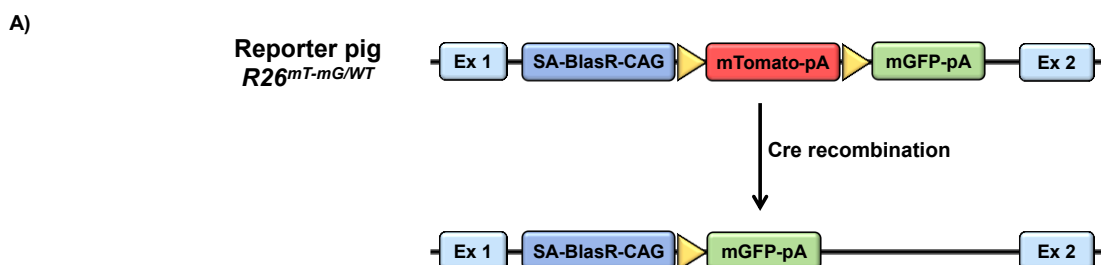 A)
Reporter pig
R26mT-mG/WT
Ex 1 SA-BlasR-CAG mTomato-pA mGFP-pA Ex 2
Cre recombination
Ex 1 SA-BlasR-CAG mGFP-pA Ex 2